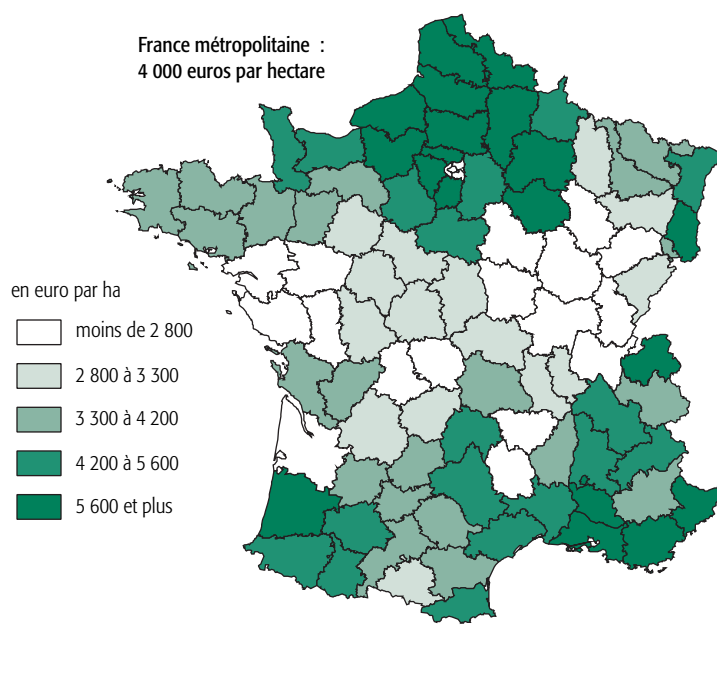 France métropolitaine :
4 000 euros par hectare
en euro par ha
moins de 2 800
2 800 à 3 300
3 300 à 4 200
4 200 à 5 600
5 600 et plus